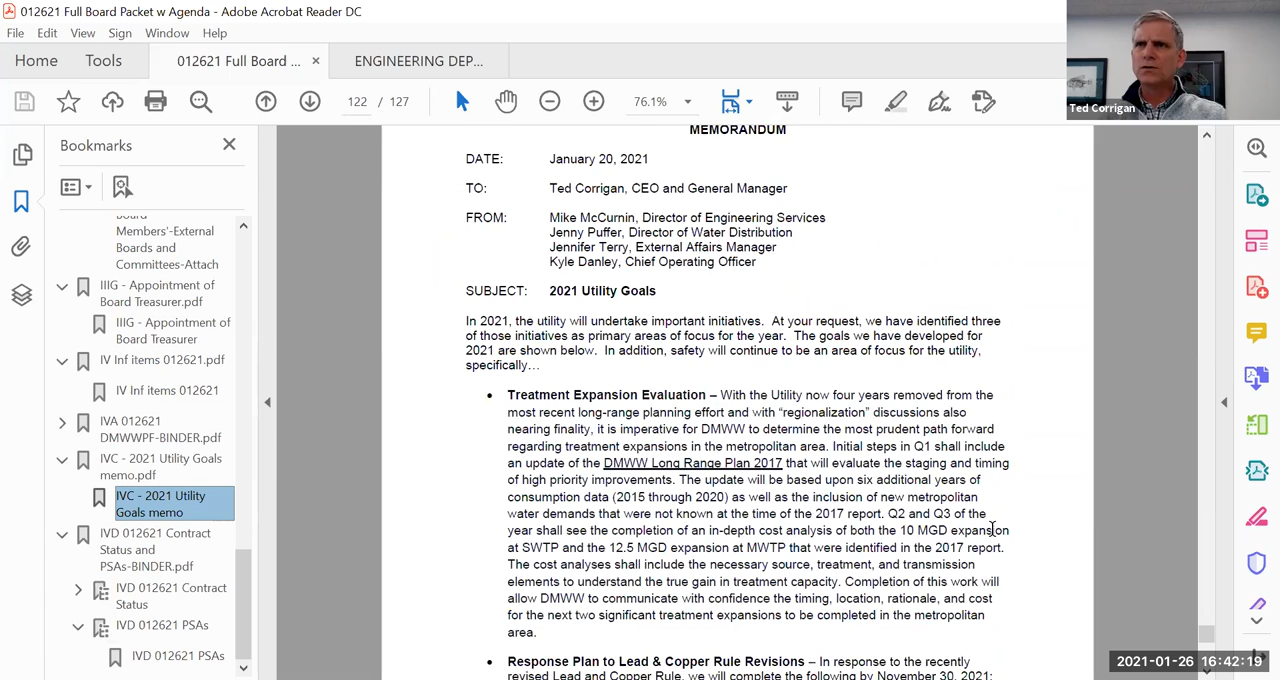 012621 Full Board Packet w Agenda - Adobe Acrobat Reader DC
File Edit View Sign Window Help
Home Tools 012621 Full Board ... × ENGINEERING DEP...
122 / 127 76.1%
Ted Corrigan
Bookmarks
Board
Members'-External
Boards and
Committees-Attach
IIIG - Appointment of
Board Treasurer.pdf
IIIG - Appointment of
Board Treasurer
IV Inf items 012621.pdf
IV Inf items 012621
IVA 012621
DMWWPF-BINDER.pdf
IVC - 2021 Utility Goals
memo.pdf
IVC - 2021 Utility
Goals memo
IVD 012621 Contract
Status and
PSAs-BINDER.pdf
IVD 012621 Contract
Status
IVD 012621 PSAs
IVD 012621 PSAs
MEMORANDUM
DATE: January 20, 2021
TO: Ted Corrigan, CEO and General Manager
FROM: Mike McCurnin, Director of Engineering Services
Jenny Puffer, Director of Water Distribution
Jennifer Terry, External Affairs Manager
Kyle Danley, Chief Operating Officer
SUBJECT: 2021 Utility Goals
In 2021, the utility will undertake important initiatives. At your request, we have identified three
of those initiatives as primary areas of focus for the year. The goals we have developed for
2021 are shown below. In addition, safety will continue to be an area of focus for the utility,
specifically…
• Treatment Expansion Evaluation – With the Utility now four years removed from the
most recent long-range planning effort and with “regionalization” discussions also
nearing finality, it is imperative for DMWW to determine the most prudent path forward
regarding treatment expansions in the metropolitan area. Initial steps in Q1 shall include
an update of the DMWW Long Range Plan 2017 that will evaluate the staging and timing
of high priority improvements. The update will be based upon six additional years of
consumption data (2015 through 2020) as well as the inclusion of new metropolitan
water demands that were not known at the time of the 2017 report. Q2 and Q3 of the
year shall see the completion of an in-depth cost analysis of both the 10 MGD expansion
at SWTP and the 12.5 MGD expansion at MWTP that were identified in the 2017 report.
The cost analyses shall include the necessary source, treatment, and transmission
elements to understand the true gain in treatment capacity. Completion of this work will
allow DMWW to communicate with confidence the timing, location, rationale, and cost
for the next two significant treatment expansions to be completed in the metropolitan
area.
• Response Plan to Lead & Copper Rule Revisions – In response to the recently
revised Lead and Copper Rule, we will complete the following by November 30, 2021:
2021-01-26 16:42:19